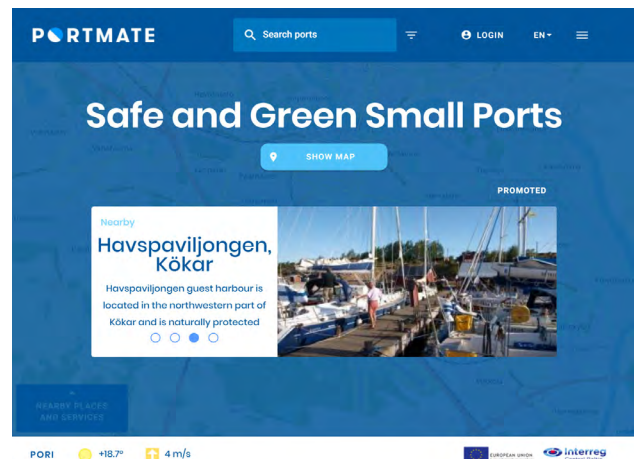 PORTMATE
Search ports
LOGIN
EN
Safe and Green Small Ports
SHOW MAP
PROMOTED
Nearby
Havspaviljongen,
Kökar
Havspaviljongen guest harbour is
located in the northwestern part of
Kökar and is naturally protected
NEARBY PLACES
AND SERVICES
PORI +18.7° 4 m/s
EUROPEAN UNION
Interreg
Central Baltic